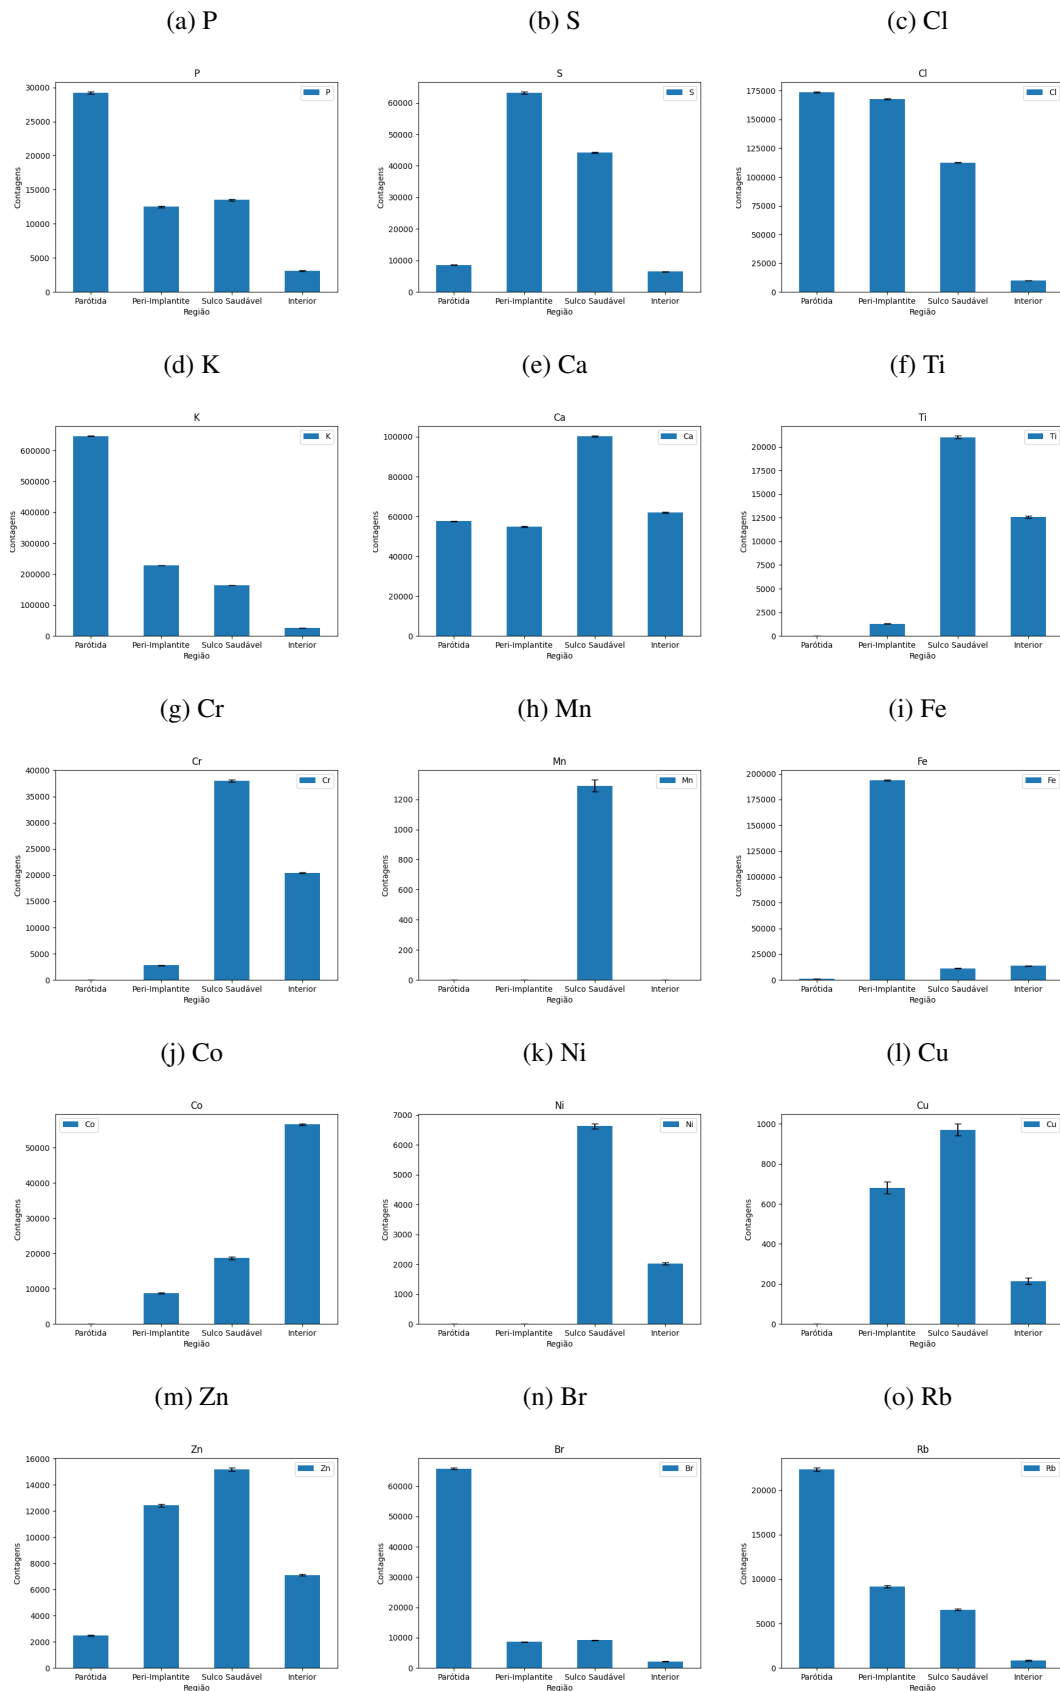 (a) P
(b) S
(c) Cl
P
30000
25000
20000
15000
10000
5000
0
Contagens
P
Parótida Peri-Implantite Sulco Saudável Interior
Região
S
60000
50000
40000
30000
20000
10000
0
Contagens
S
Parótida Peri-Implantite Sulco Saudável Interior
Região
Cl
175000
150000
125000
100000
75000
50000
25000
0
Contagens
Cl
Parótida Peri-Implantite Sulco Saudável Interior
Região
(d) K
(e) Ca
(f) Ti
K
600000
500000
400000
300000
200000
100000
0
Contagens
K
Parótida Peri-Implantite Sulco Saudável Interior
Região
Ca
100000
80000
60000
40000
20000
0
Contagens
Ca
Parótida Peri-Implantite Sulco Saudável Interior
Região
Ti
20000
17500
15000
12500
10000
7500
5000
2500
0
Contagens
Ti
Parótida Peri-Implantite Sulco Saudável Interior
Região
(g) Cr
(h) Mn
(i) Fe
Cr
40000
35000
30000
25000
20000
15000
10000
5000
0
Contagens
Cr
Parótida Peri-Implantite Sulco Saudável Interior
Região
Mn
1200
1000
800
600
400
200
0
Contagens
Mn
Parótida Peri-Implantite Sulco Saudável Interior
Região
Fe
200000
175000
150000
125000
100000
75000
50000
25000
0
Contagens
Fe
Parótida Peri-Implantite Sulco Saudável Interior
Região
(j) Co
(k) Ni
(l) Cu
Co
50000
40000
30000
20000
10000
0
Contagens
Co
Parótida Peri-Implantite Sulco Saudável Interior
Região
Ni
7000
6000
5000
4000
3000
2000
1000
0
Contagens
Ni
Parótida Peri-Implantite Sulco Saudável Interior
Região
Cu
1000
800
600
400
200
0
Contagens
Cu
Parótida Peri-Implantite Sulco Saudável Interior
Região
(m) Zn
(n) Br
(o) Rb
Zn
16000
14000
12000
10000
8000
6000
4000
2000
0
Contagens
Zn
Parótida Peri-Implantite Sulco Saudável Interior
Região
Br
60000
50000
40000
30000
20000
10000
0
Contagens
Br
Parótida Peri-Implantite Sulco Saudável Interior
Região
Rb
20000
15000
10000
5000
0
Contagens
Rb
Parótida Peri-Implantite Sulco Saudável Interior
Região